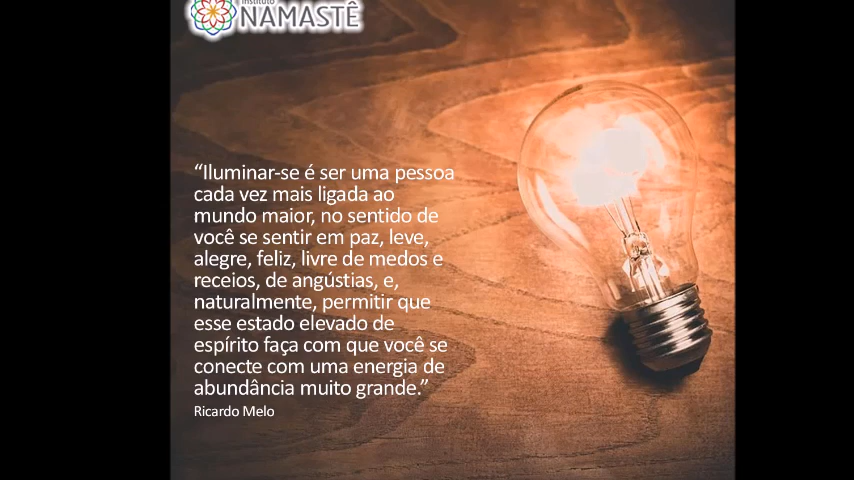 Instituto
NAMASTÊ
“Iluminar-se é ser uma pessoa
cada vez mais ligada ao
mundo maior, no sentido de
você se sentir em paz, leve,
alegre, feliz, livre de medos e
receios, de angústias, e,
naturalmente, permitir que
esse estado elevado de
espírito faça com que você se
conecte com uma energia de
abundância muito grande.”
Ricardo Melo